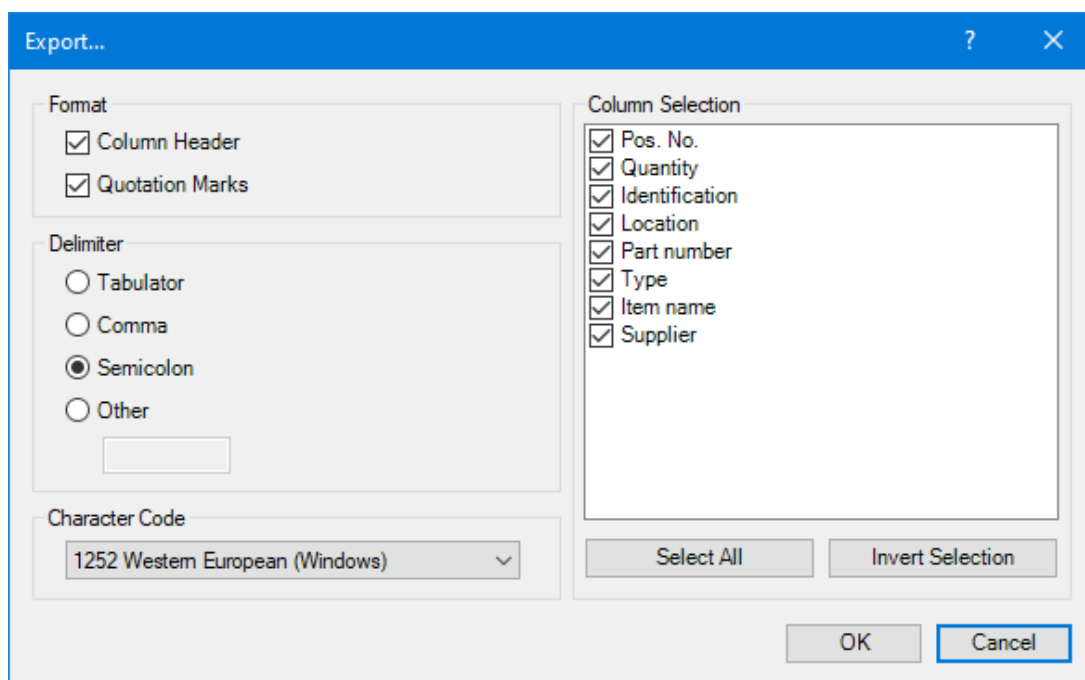 Export...
?
Format
Column Header
Quotation Marks
Delimiter
Tabulator
Comma
Semicolon
Other
Character Code
1252 Western European (Windows)
Column Selection
Pos. No.
Quantity
Identification
Location
Part number
Type
Item name
Supplier
Select All
Invert Selection
OK
Cancel